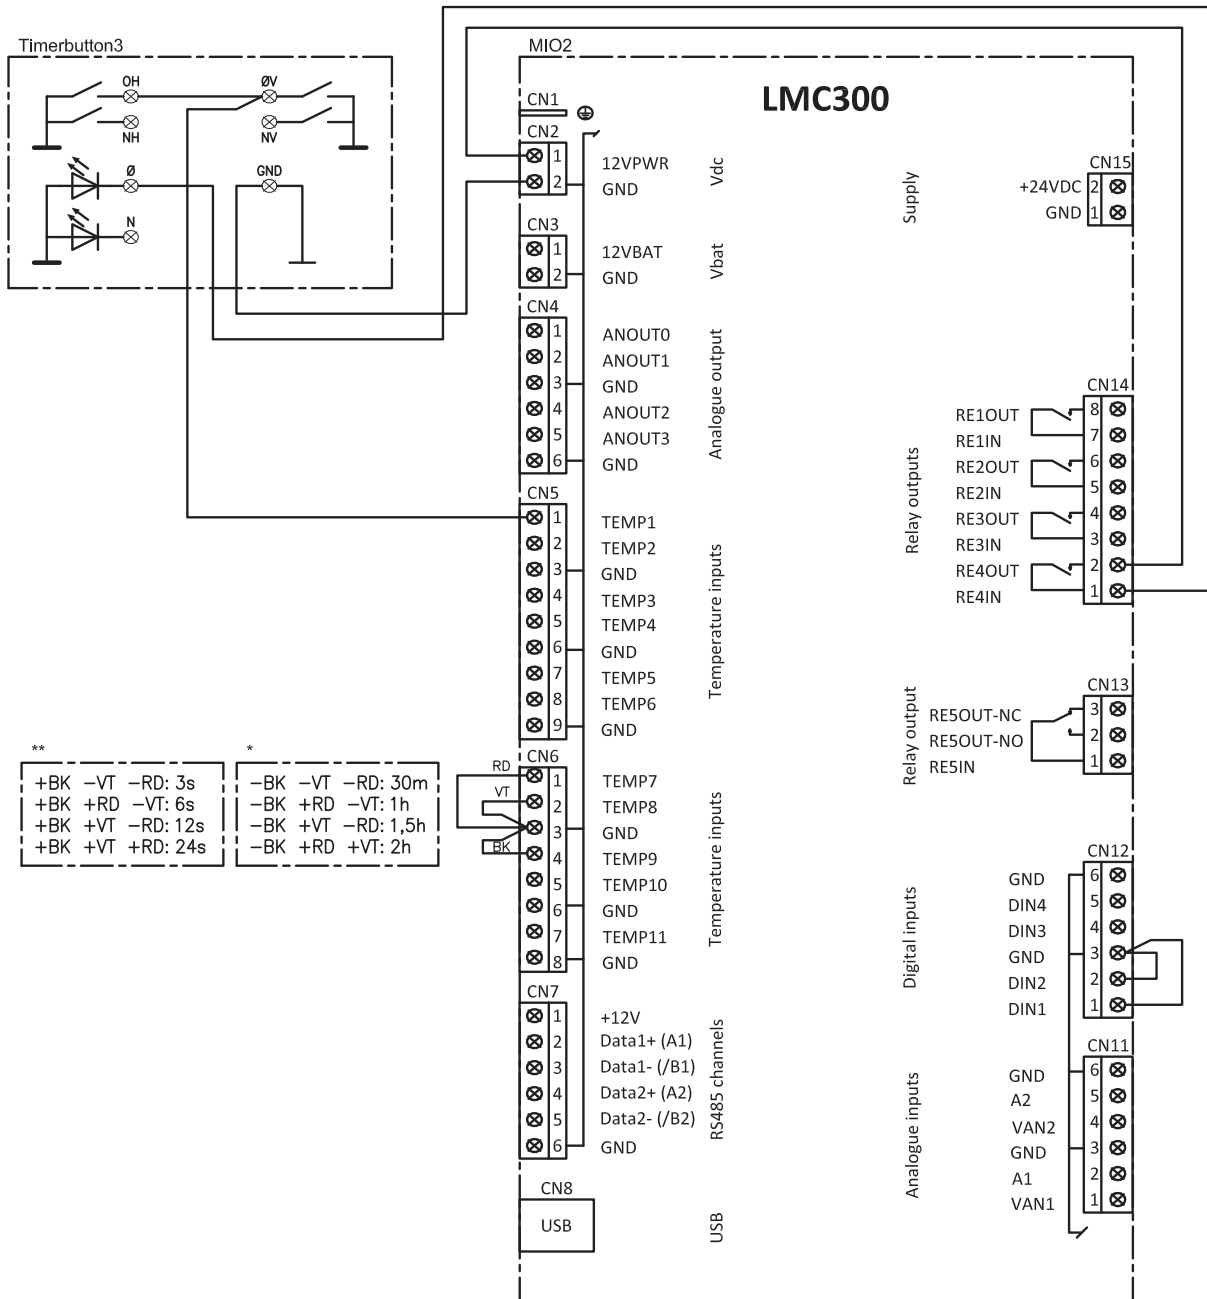 Timerbutton3
OH
ØV
NH
NV
Ø
GND
N
MIO2
LMC300
CN1
CN2
1 12VPWR
2 GND
Vdc
CN3
1 12VBAT
2 GND
Vbat
CN4
1 ANOUT0
2 ANOUT1
3 GND
4 ANOUT2
5 ANOUT3
6 GND
Analogue output
CN5
1 TEMP1
2 TEMP2
3 GND
4 TEMP3
5 TEMP4
6 GND
7 TEMP5
8 TEMP6
9 GND
Temperature inputs
CN6
RD 1 TEMP7
VT 2 TEMP8
3 GND
BK 4 TEMP9
5 TEMP10
6 GND
7 TEMP11
8 GND
Temperature inputs
CN7
1 +12V
2 Data1+ (A1)
3 Data1- (/B1)
4 Data2+ (A2)
5 Data2- (/B2)
6 GND
RS485 channels
CN8
USB
USB
**
+BK -VT -RD: 3s
+BK +RD -VT: 6s
+BK +VT -RD: 12s
+BK +VT +RD: 24s
*
-BK -VT -RD: 30m
-BK +RD -VT: 1h
-BK +VT -RD: 1,5h
-BK +RD +VT: 2h
CN15
Supply
+24VDC 2
GND 1
CN14
Relay outputs
RE1OUT 8
RE1IN 7
RE2OUT 6
RE2IN 5
RE3OUT 4
RE3IN 3
RE4OUT 2
RE4IN 1
CN13
Relay output
RE5OUT-NC 3
RE5OUT-NO 2
RE5IN 1
CN12
Digital inputs
GND 6
DIN4 5
DIN3 4
GND 3
DIN2 2
DIN1 1
CN11
Analogue inputs
GND 6
A2 5
VAN2 4
GND 3
A1 2
VAN1 1